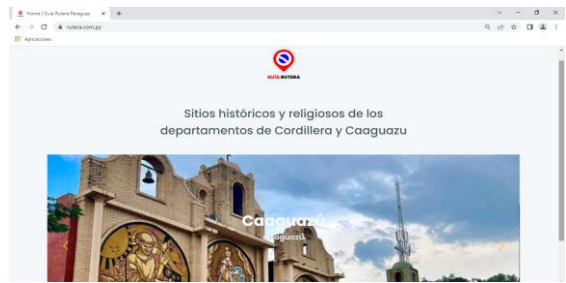 Home | Guía Rutera Paraguay
rutera.com.py
Aplicaciones
GUÍA RUTERA
Sitios históricos y religiosos de los
departamentos de Cordillera y Caaguazu
Caaguazú
Caaguazú